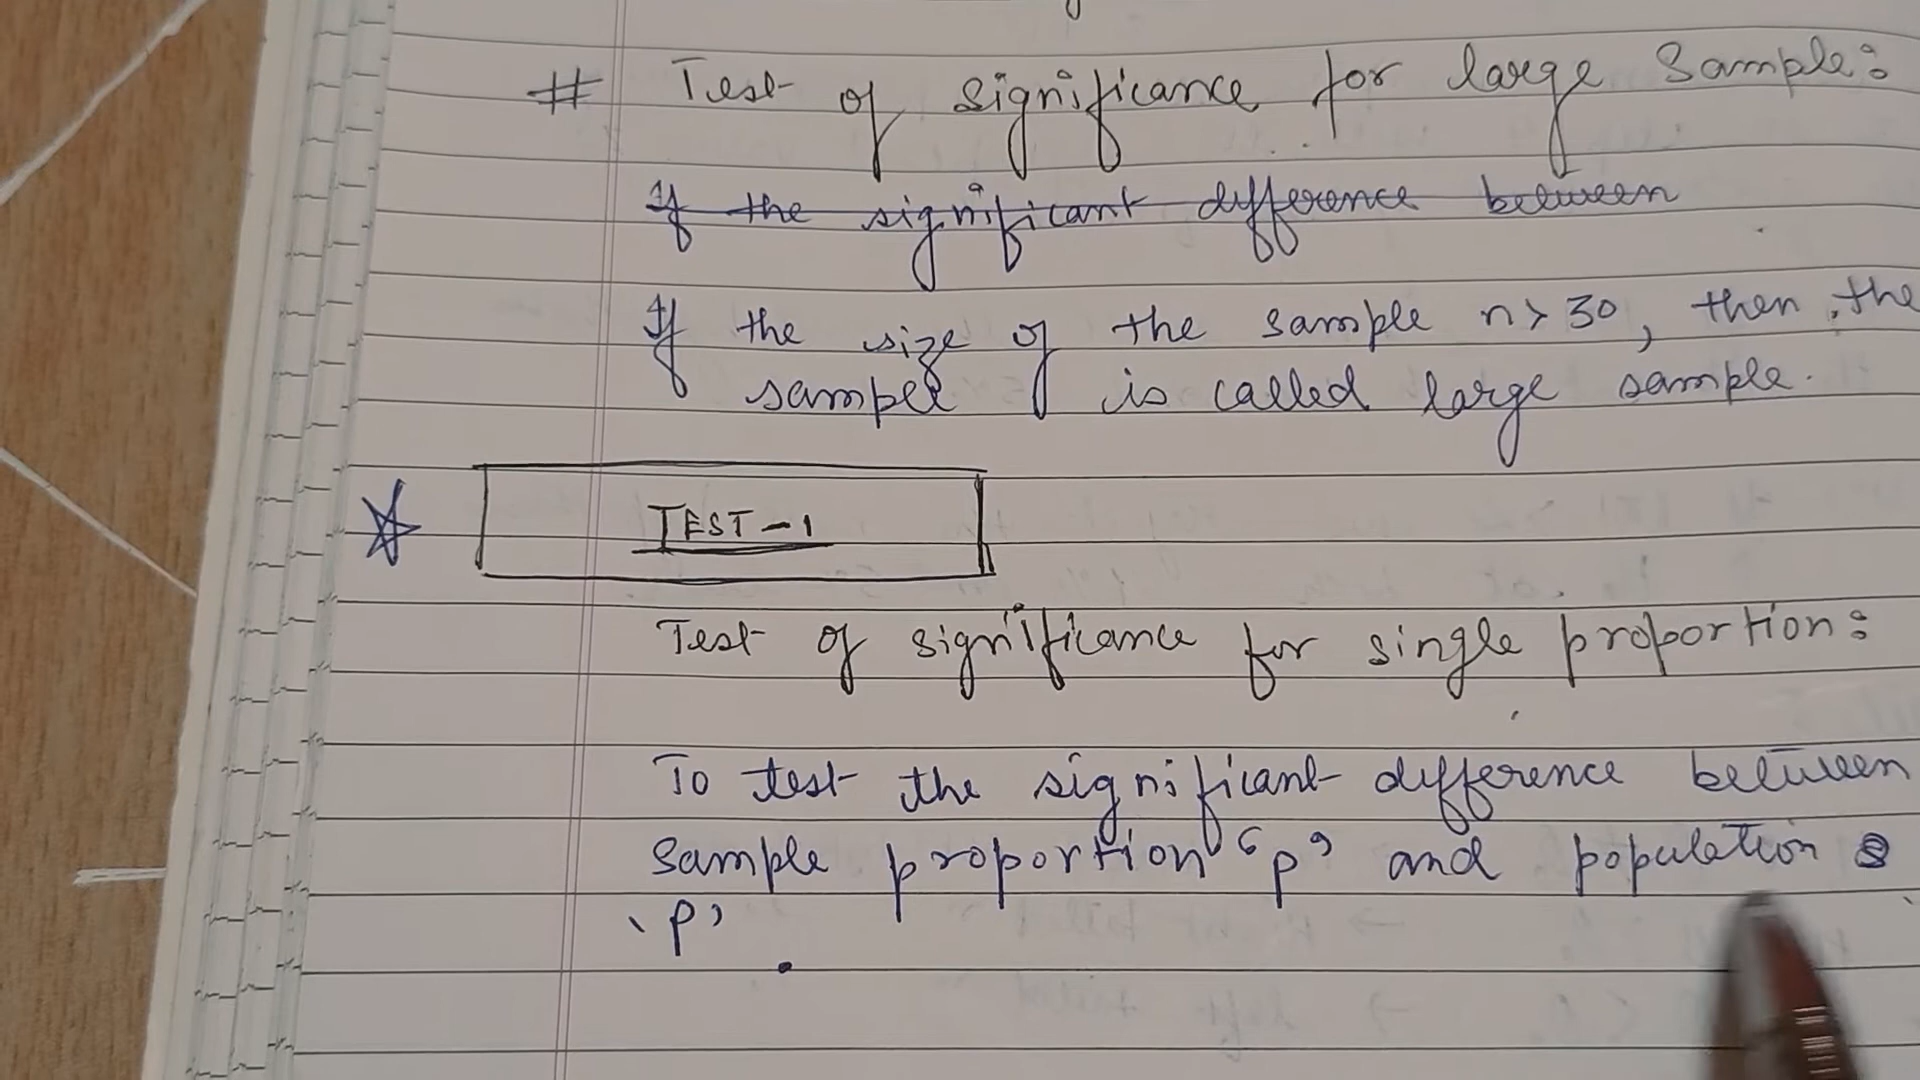 # Test of significance for large sample:
If the significant difference between
If the size of the sample n > 30, then, the
sampel is called large sample.
TEST-1
Test of significance for single proportion:
To test the significant difference between
sample proportion 'p' and population
'P'